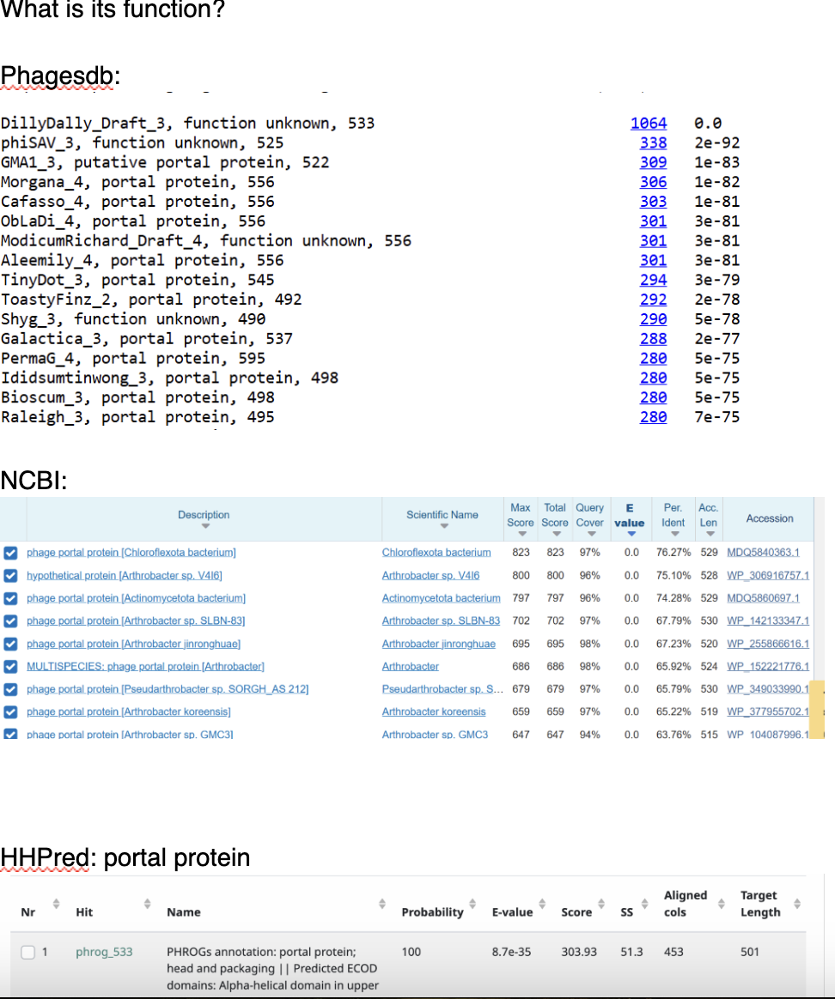 What is its function?
Phagesdb:
DillyDally_Draft_3, function unknown, 533 1064 0.0
phiSAV_3, function unknown, 525 338 2e-92
GMA1_3, putative portal protein, 522 309 1e-83
Morgana_4, portal protein, 556 306 1e-82
Cafasso_4, portal protein, 556 303 1e-81
ObLaDi_4, portal protein, 556 301 3e-81
ModicumRichard_Draft_4, function unknown, 556 301 3e-81
Aleemily_4, portal protein, 556 301 3e-81
TinyDot_3, portal protein, 545 294 3e-79
ToastyFinz_2, portal protein, 492 292 2e-78
Shyg_3, function unknown, 490 290 5e-78
Galactica_3, portal protein, 537 288 2e-77
PermaG_4, portal protein, 595 280 5e-75
Ididsumtinwong_3, portal protein, 498 280 5e-75
Bioscum_3, portal protein, 498 280 5e-75
Raleigh_3, portal protein, 495 280 7e-75
NCBI:
Description Scientific Name Max Score Total Score Query Cover E value Per. Ident Acc. Len Accession
phage portal protein [Chloroflexota bacterium] Chloroflexota bacterium 823 823 97% 0.0 76.27% 529 MDQ5840363.1
hypothetical protein [Arthrobacter sp. V4I6] Arthrobacter sp. V4I6 800 800 96% 0.0 75.10% 528 WP_306916757.1
phage portal protein [Actinomycetota bacterium] Actinomycetota bacterium 797 797 96% 0.0 74.28% 529 MDQ5860697.1
phage portal protein [Arthrobacter sp. SLBN-83] Arthrobacter sp. SLBN-83 702 702 97% 0.0 67.79% 530 WP_142133347.1
phage portal protein [Arthrobacter jinronghuae] Arthrobacter jinronghuae 695 695 98% 0.0 67.23% 520 WP_255866616.1
MULTISPECIES: phage portal protein [Arthrobacter] Arthrobacter 686 686 98% 0.0 65.92% 524 WP_152221776.1
phage portal protein [Pseudarthrobacter sp. SORGH_AS 212] Pseudarthrobacter sp. S... 679 679 97% 0.0 65.79% 530 WP_349033990.1
phage portal protein [Arthrobacter koreensis] Arthrobacter koreensis 659 659 97% 0.0 65.22% 519 WP_377955702.1
phage portal protein [Arthrobacter sp. GMC3] Arthrobacter sp. GMC3 647 647 94% 0.0 63.76% 515 WP_104087996.1
HHPred: portal protein
Nr Hit Name Probability E-value Score SS Aligned cols Target Length
1 phrog_533 PHROGs annotation: portal protein; 100 8.7e-35 303.93 51.3 453 501
head and packaging || Predicted ECOD
domains: Alpha-helical domain in upper